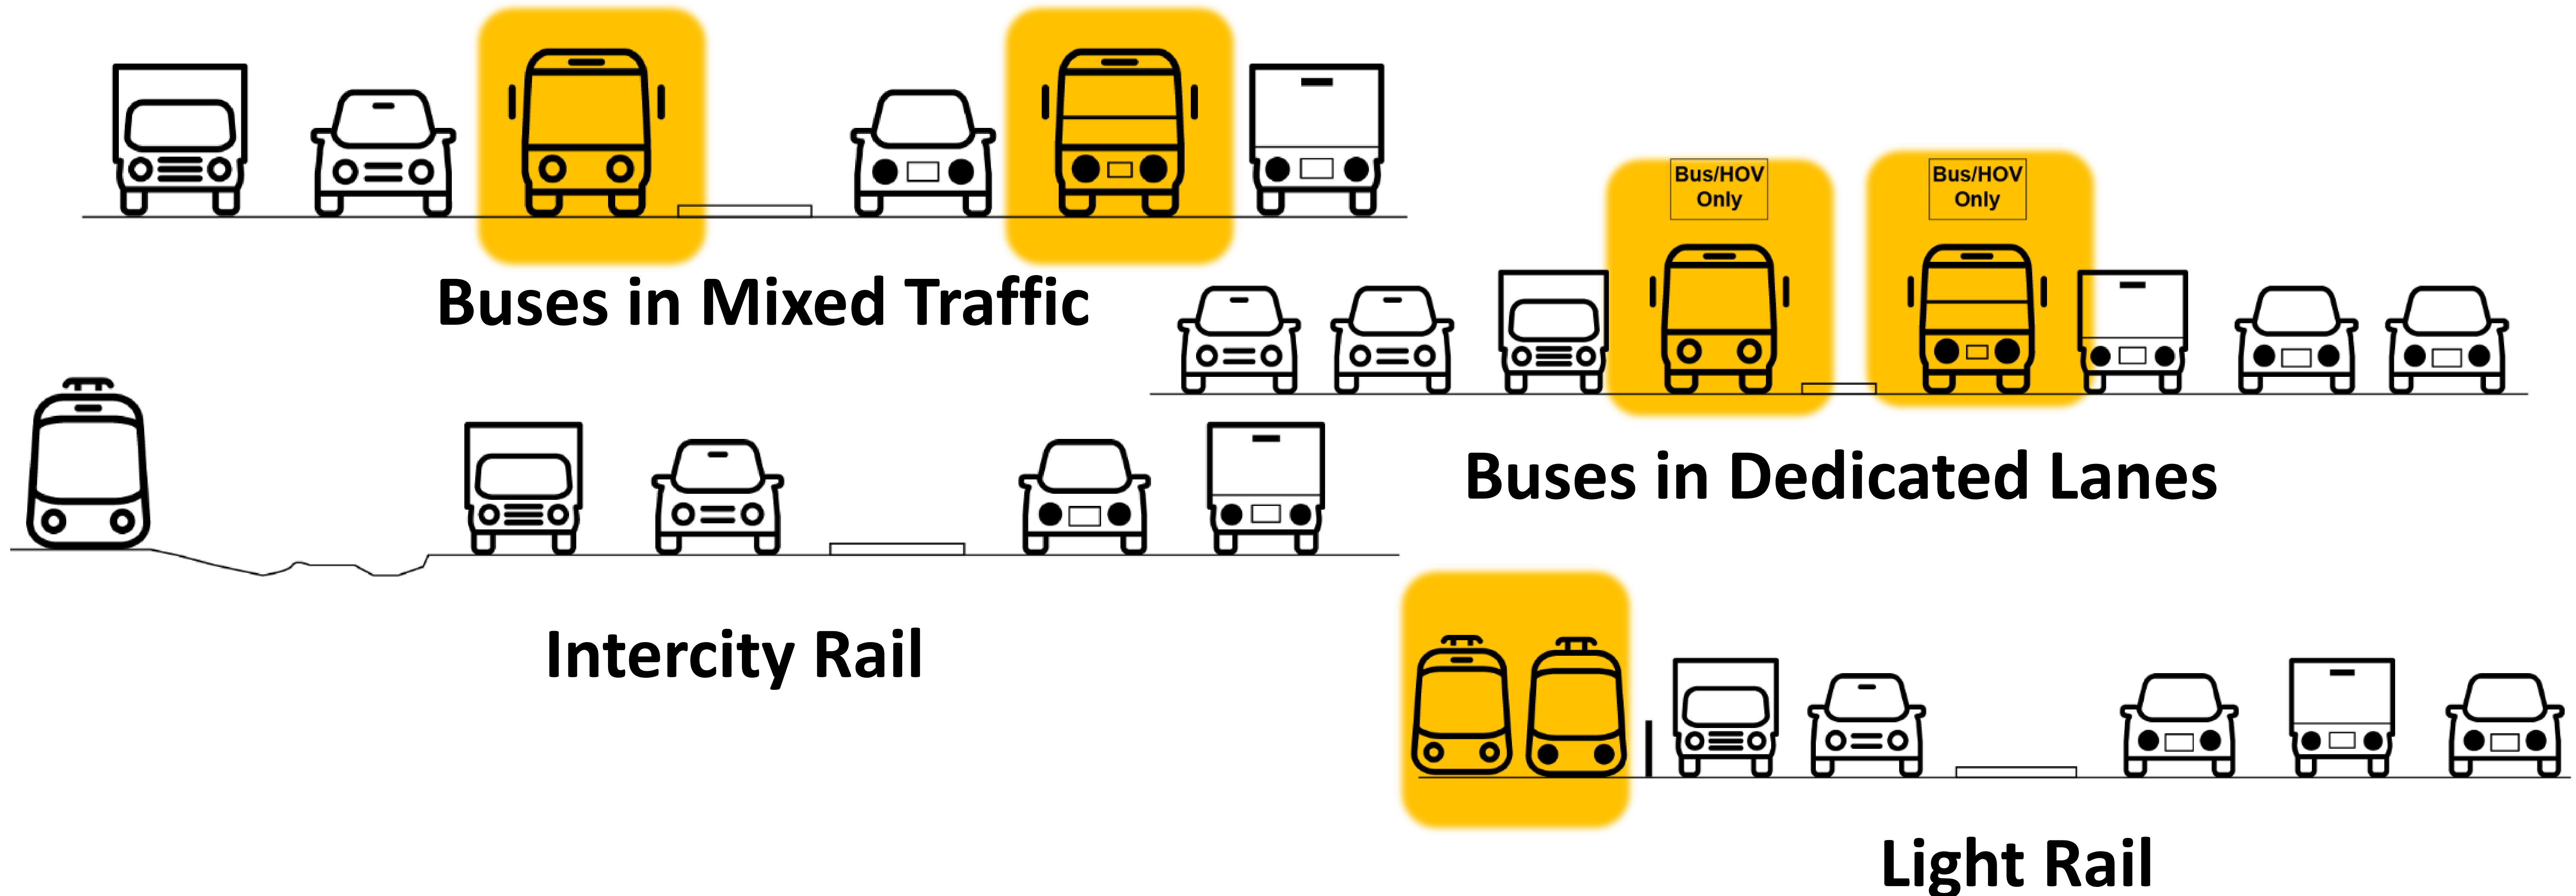 Buses in Mixed Traffic
Bus/HOV
Only
Bus/HOV
Only
Buses in Dedicated Lanes
Intercity Rail
Light Rail